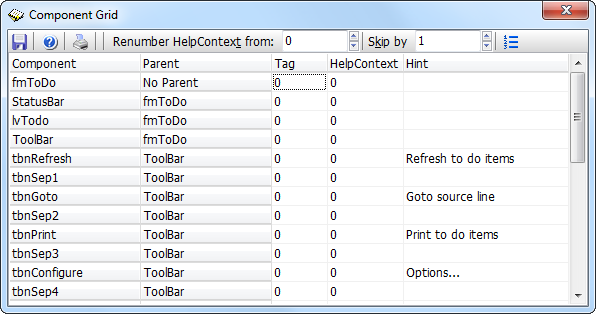 Component Grid
Renumber HelpContext from: 0 Skip by 1
Component Parent Tag HelpContext Hint
fmToDo No Parent 0 0
StatusBar fmToDo 0 0
lvTodo fmToDo 0 0
ToolBar fmToDo 0 0
tbnRefresh ToolBar 0 0 Refresh to do items
tbnSep1 ToolBar 0 0
tbnGoto ToolBar 0 0 Goto source line
tbnSep2 ToolBar 0 0
tbnPrint ToolBar 0 0 Print to do items
tbnSep3 ToolBar 0 0
tbnConfigure ToolBar 0 0 Options...
tbnSep4 ToolBar 0 0